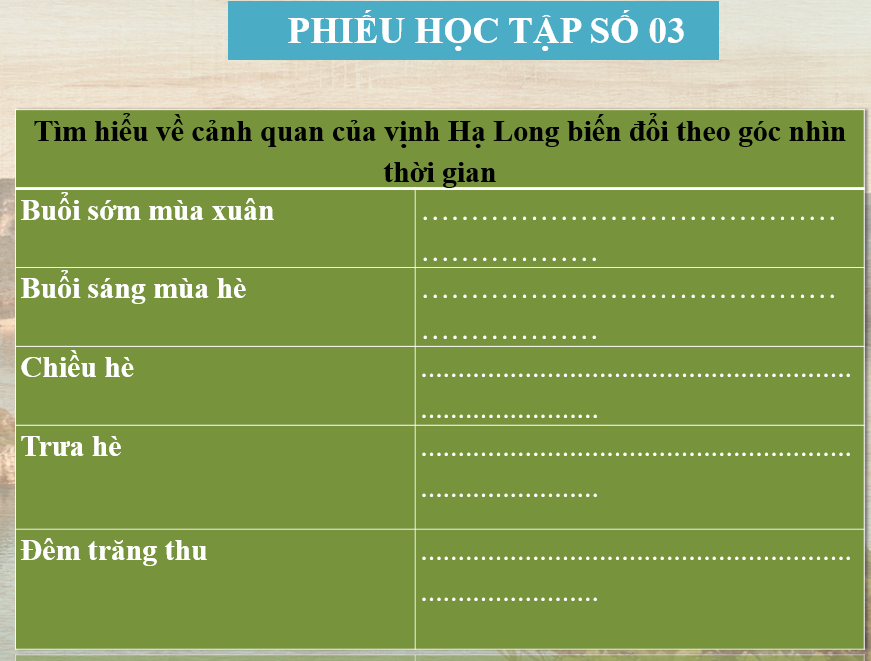 PHIẾU HỌC TẬP SỐ 03
Tìm hiểu về cảnh quan của vịnh Hạ Long biến đổi theo góc nhìn
thời gian
Buổi sớm mùa xuân
……………………………………
………………
Buổi sáng mùa hè
……………………………………
………………
Chiều hè
...........................................................
........................
Trưa hè
...........................................................
........................
Đêm trăng thu
...........................................................
........................